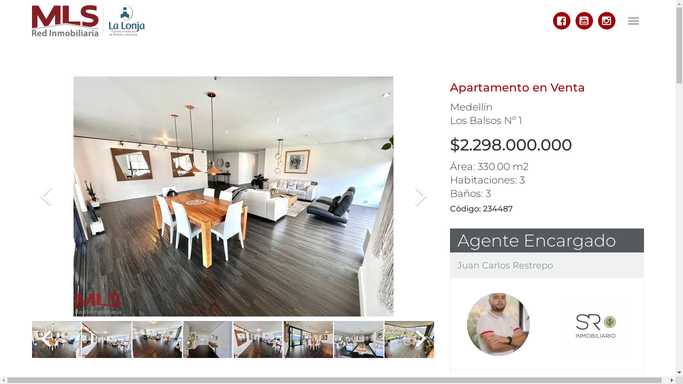 MLS
Red Inmobiliaria
La Lonja
Apartamento en Venta
Medellín
Los Balsos Nº 1
$2.298.000.000
Área: 330.00 m2
Habitaciones: 3
Baños: 3
Código: 234487
Agente Encargado
Juan Carlos Restrepo
SR
INMOBILIARIO
MLS
Red Inmobiliaria